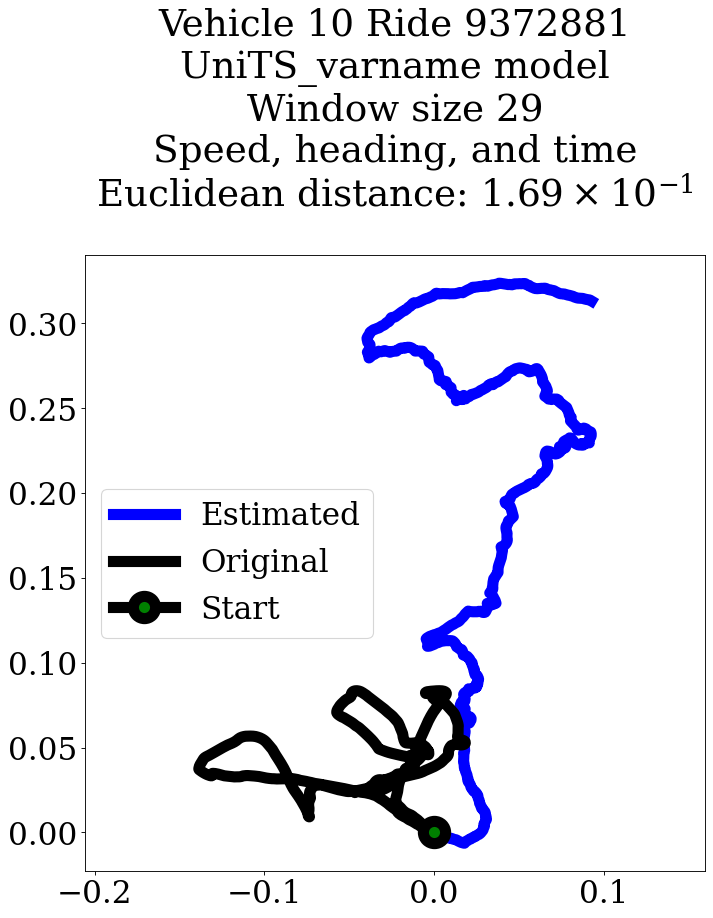 Vehicle 10 Ride 9372881
UniTS_varname model
Window size 29
Speed, heading, and time
Euclidean distance: 1.69 × 10⁻¹
0.30
0.25
0.20
0.15
0.10
0.05
0.00
Estimated
Original
Start
−0.2
−0.1
0.0
0.1